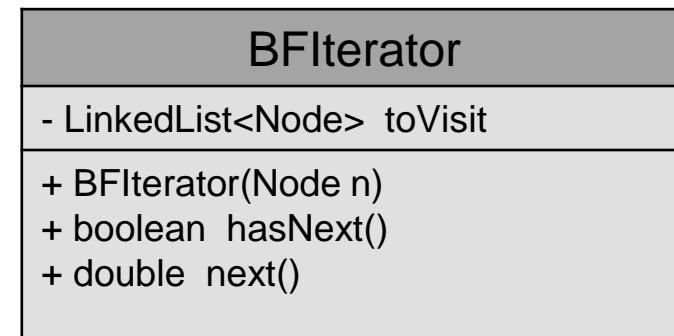 BFIterator
- LinkedList<Node> toVisit
+ BFIterator(Node n)
+ boolean hasNext()
+ double next()